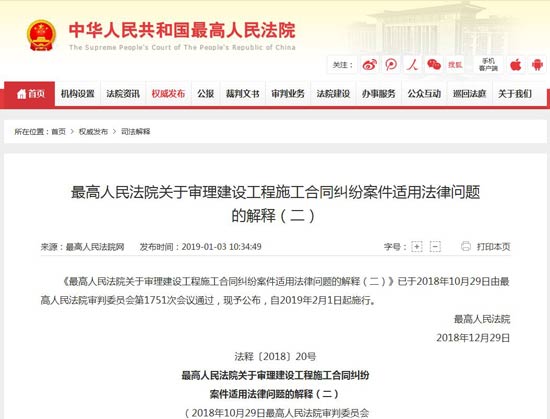 中华人民共和国最高人民法院
The Supreme People's Court of The People's Republic of China
关注： 搜狐 手机客户端
首页 机构设置 法院资讯 权威发布 公报 裁判文书 审判业务 法院建设 办事服务 公众互动 巡回法庭 关于我们
所在位置：首页 > 权威发布 > 司法解释
最高人民法院关于审理建设工程施工合同纠纷案件适用法律问题
的解释（二）
来源：最高人民法院网 发布时间：2019-01-03 10:34:49 字号： + - 打印本页
《最高人民法院关于审理建设工程施工合同纠纷案件适用法律问题的解释（二）》已于2018年10月29日由最
高人民法院审判委员会第1751次会议通过，现予公布，自2019年2月1日起施行。
最高人民法院
2018年12月29日
法释〔2018〕20号
最高人民法院关于审理建设工程施工合同纠纷
案件适用法律问题的解释（二）
（2018年10月29日最高人民法院审判委员会